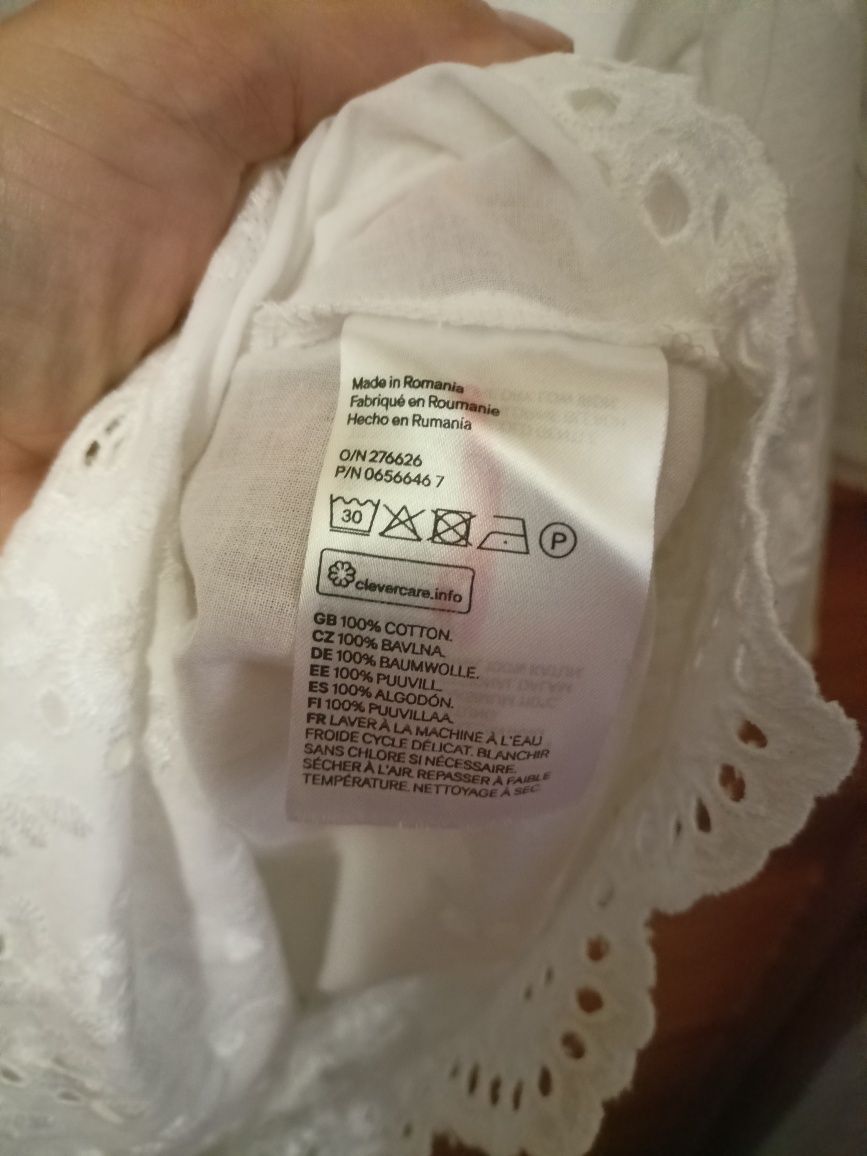 Made in Romania
Fabriqué en Roumanie
Hecho en Rumanía
O/N 276626
P/N 0656646 7
30
P
clevercare.info
GB 100% COTTON.
CZ 100% BAVLNA.
DE 100% BAUMWOLLE.
EE 100% PUUVILL.
ES 100% ALGODÓN.
FI 100% PUUVILLAA.
FR LAVER À LA MACHINE À L'EAU
FROIDE CYCLE DÉLICAT. BLANCHIR
SANS CHLORE SI NÉCESSAIRE.
SÉCHER À L'AIR. REPASSER À FAIBLE
TEMPÉRATURE. NETTOYAGE À SEC.